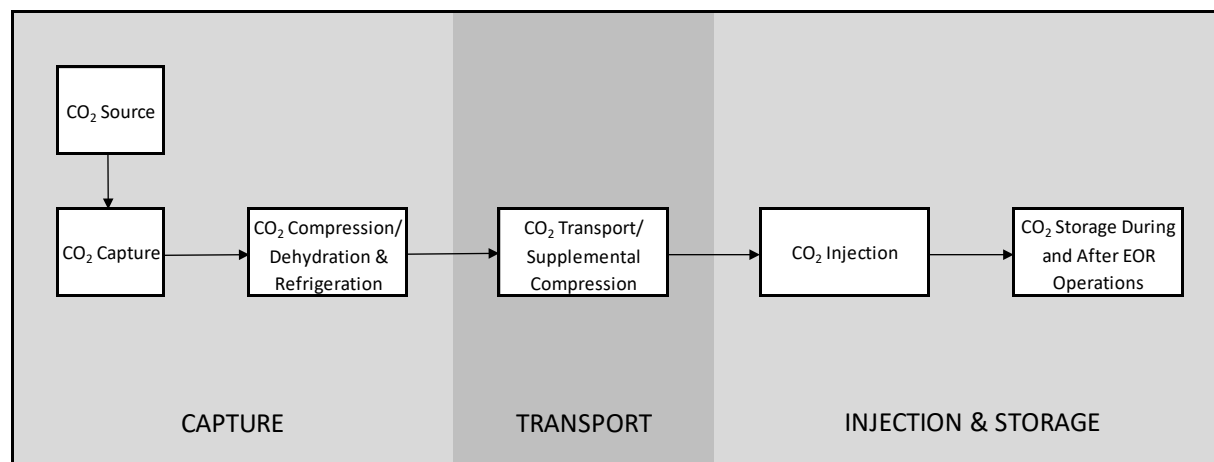 CO₂ Source
CO₂ Capture
CO₂ Compression/
Dehydration &
Refrigeration
CO₂ Transport/
Supplemental
Compression
CO₂ Injection
CO₂ Storage During
and After EOR
Operations
CAPTURE
TRANSPORT
INJECTION & STORAGE